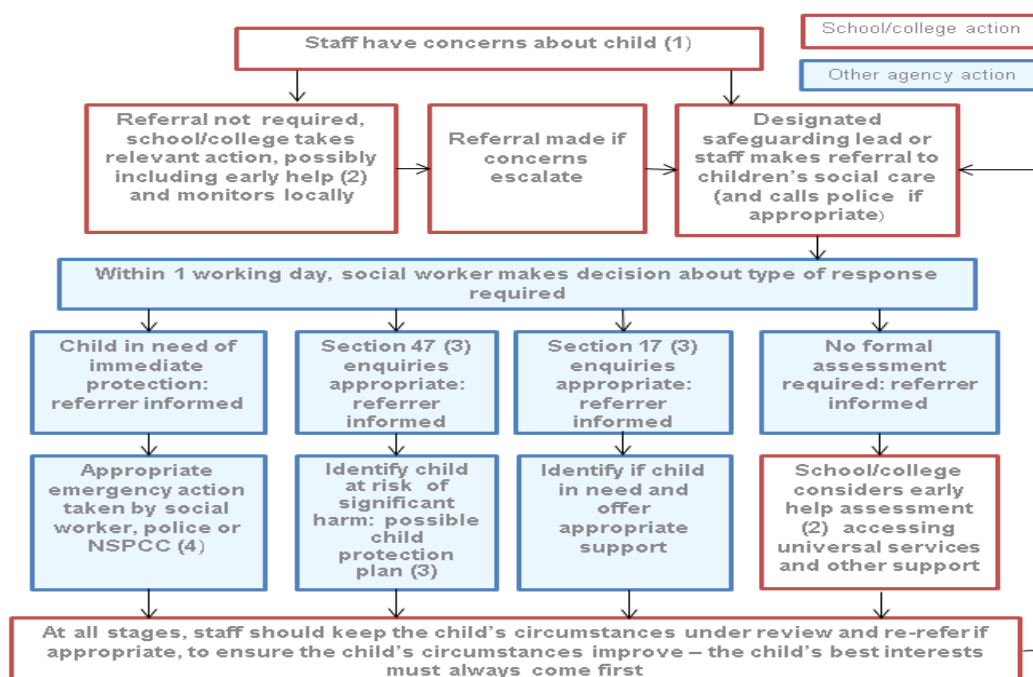 Staff have concerns about child (1)
School/college action
Other agency action
Referral not required,
school/college takes
relevant action, possibly
including early help (2)
and monitors locally
Referral made if
concerns
escalate
Designated
safeguarding lead or
staff makes referral to
children’s social care
(and calls police if
appropriate)
Within 1 working day, social worker makes decision about type of response
required
Child in need of
immediate
protection:
referrer informed
Section 47 (3)
enquiries
appropriate:
referrer
informed
Section 17 (3)
enquiries
appropriate:
referrer
informed
No formal
assessment
required: referrer
informed
Appropriate
emergency action
taken by social
worker, police or
NSPCC (4)
Identify child
at risk of
significant
harm: possible
child
protection
plan (3)
Identify if child
in need and
offer
appropriate
support
School/college
considers early
help assessment
(2) accessing
universal services
and other support
At all stages, staff should keep the child’s circumstances under review and re-refer if
appropriate, to ensure the child’s circumstances improve – the child’s best interests
must always come first